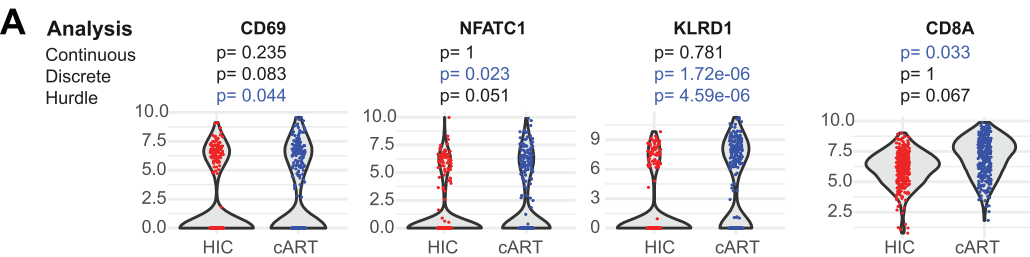 A
Analysis CD69 NFATC1 KLRD1 CD8A
Continuous p= 0.235 p= 1 p= 0.781 p= 0.033
Discrete p= 0.083 p= 0.023 p= 1.72e-06 p= 1
Hurdle p= 0.044 p= 0.051 p= 4.59e-06 p= 0.067
10.0 10.0 9 10.0
7.5 7.5 6 7.5
5.0 5.0 3 5.0
2.5 2.5 0 2.5
0.0 0.0
HIC cART HIC cART HIC cART HIC cART